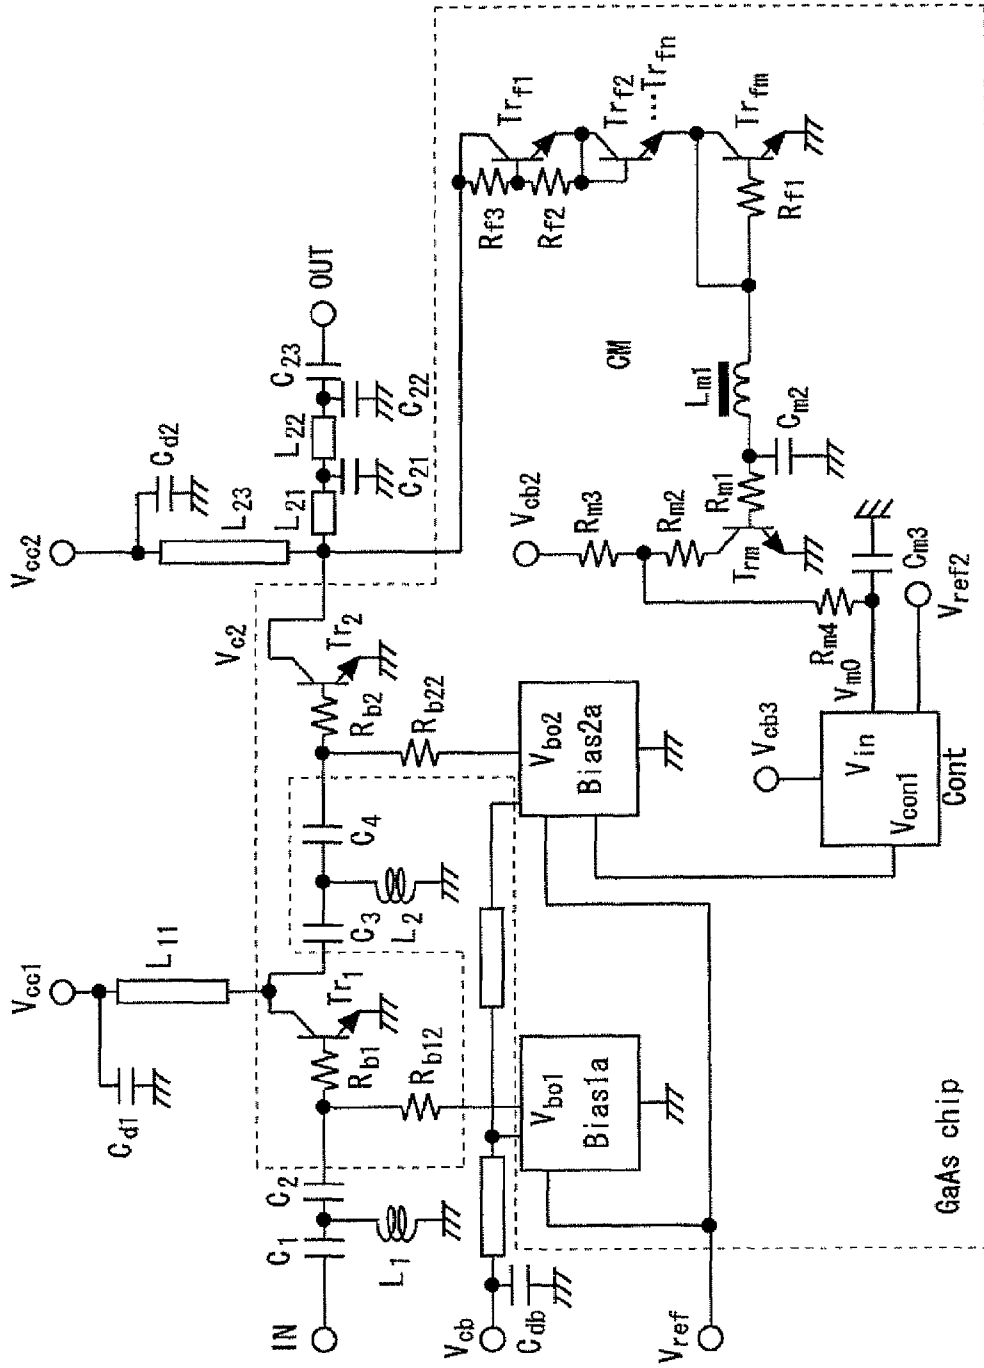 IN
C1
C2
L1
Vcb
Cdb
Vref
Cd1
Vcc1
L11
Rb1
Tr1
Rb12
Vbo1
Bias1a
C3
L2
C4
Rb2
Tr2
Vc2
Rb22
Vbo2
Bias2a
Vcc2
Cd2
L23
L21
C21
L22
C22
C23
OUT
Rf3
Rf2
Trf1
Trf2
...Trfn
Trfm
Rf1
CM
Lm1
Cm2
Rm1
Trm
Vcb2
Rm3
Rm2
Rm4
Cm3
Vm0
Vref2
Vcb3
Vin
Vcon1
Cont
GaAs chip